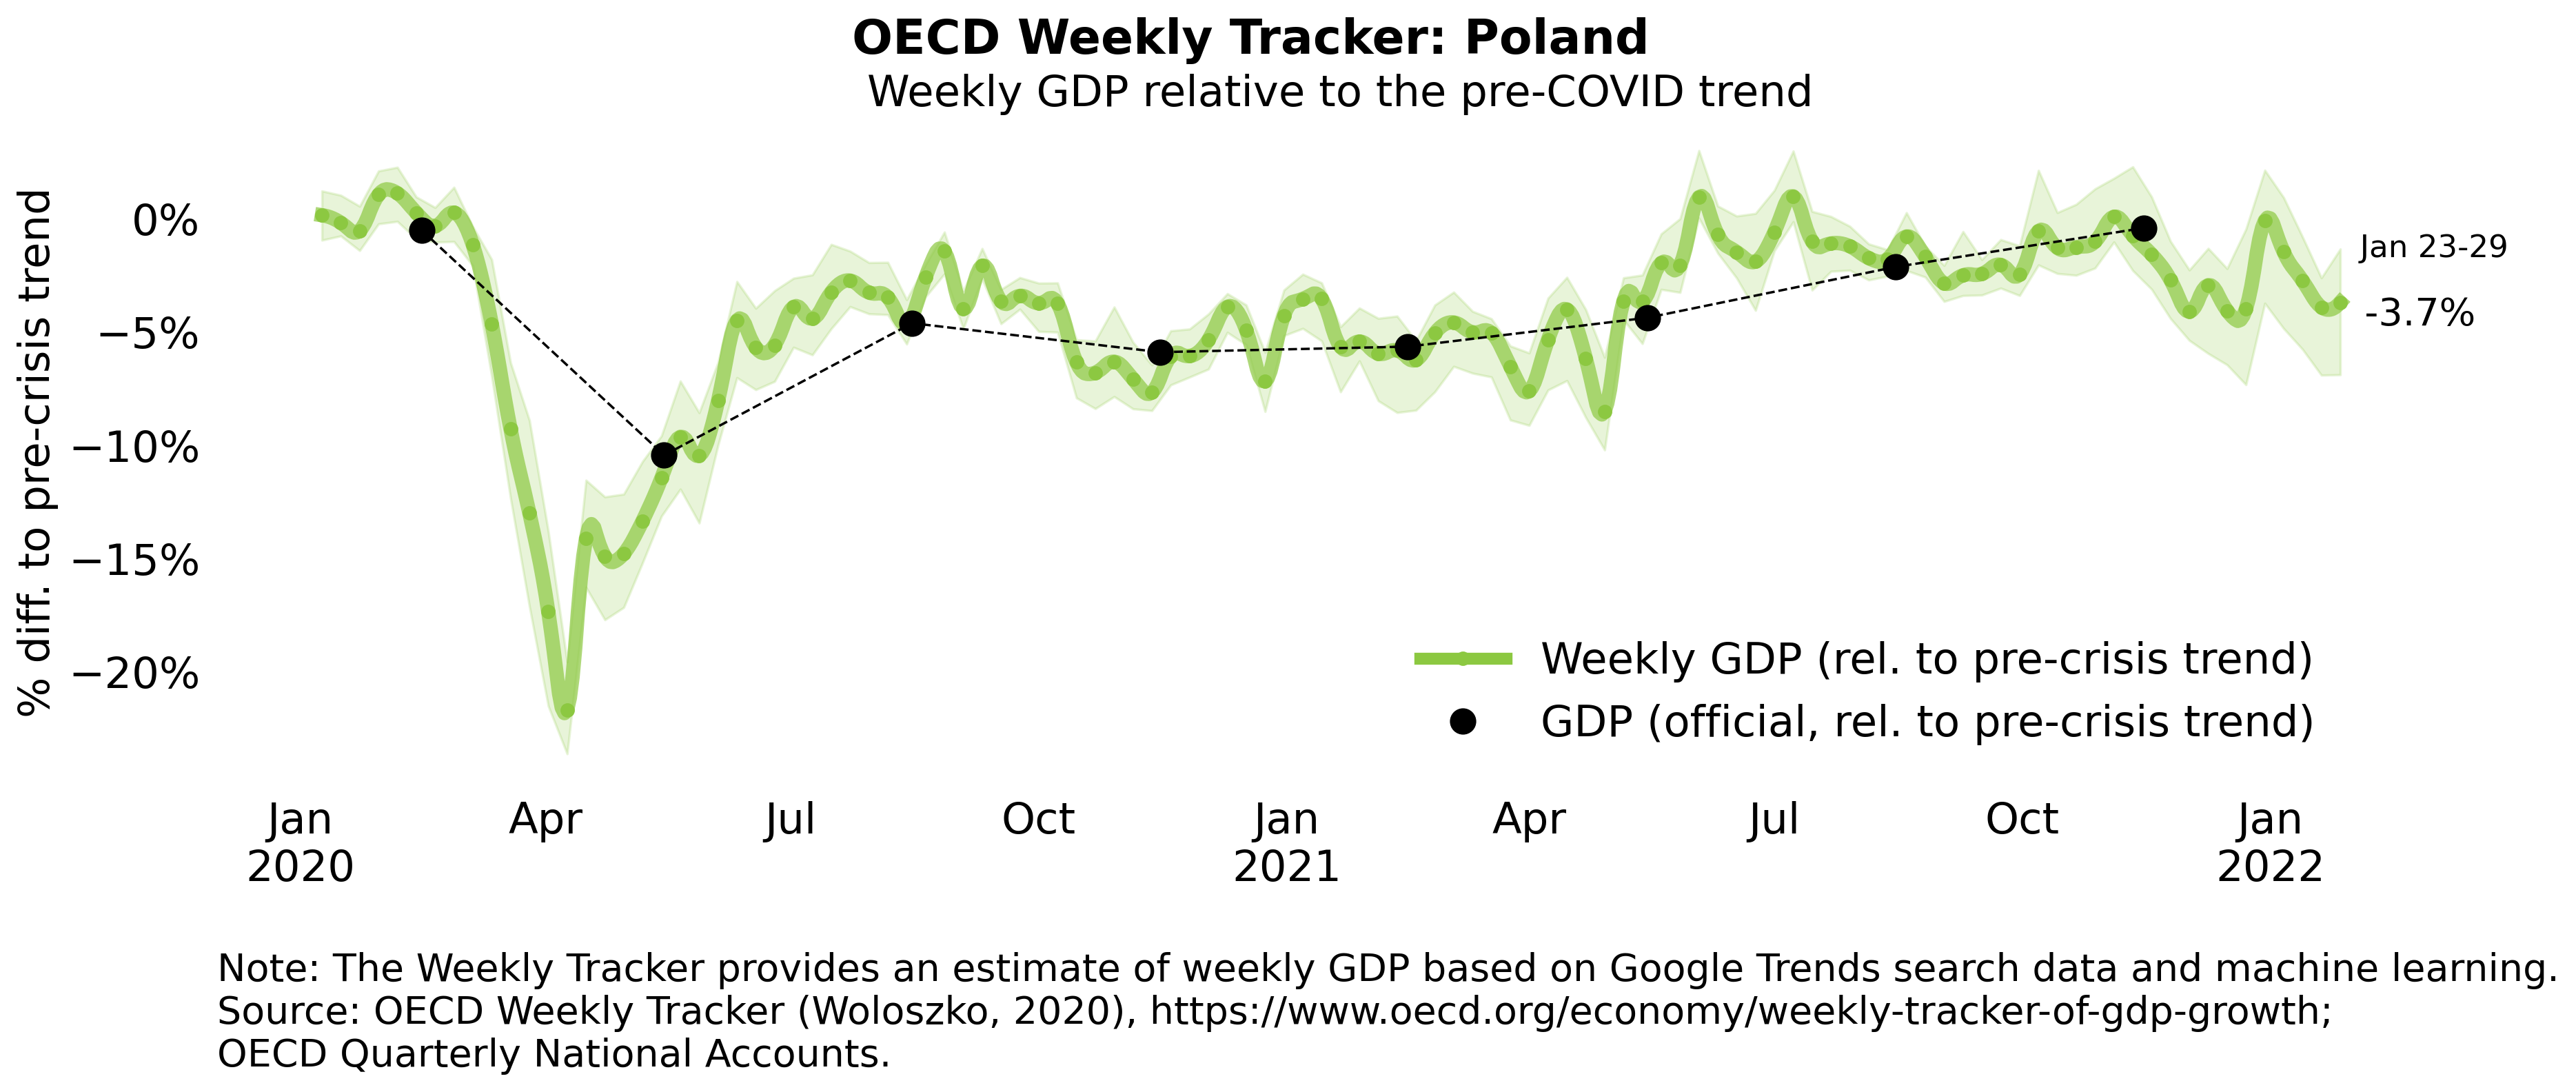 OECD Weekly Tracker: Poland
Weekly GDP relative to the pre-COVID trend
% diff. to pre-crisis trend
0%
−5%
−10%
−15%
−20%
Jan 23-29
-3.7%
Weekly GDP (rel. to pre-crisis trend)
GDP (official, rel. to pre-crisis trend)
Jan Apr Jul Oct Jan Apr Jul Oct Jan
2020 2021 2022
Note: The Weekly Tracker provides an estimate of weekly GDP based on Google Trends search data and machine learning.
Source: OECD Weekly Tracker (Woloszko, 2020), https://www.oecd.org/economy/weekly-tracker-of-gdp-growth;
OECD Quarterly National Accounts.